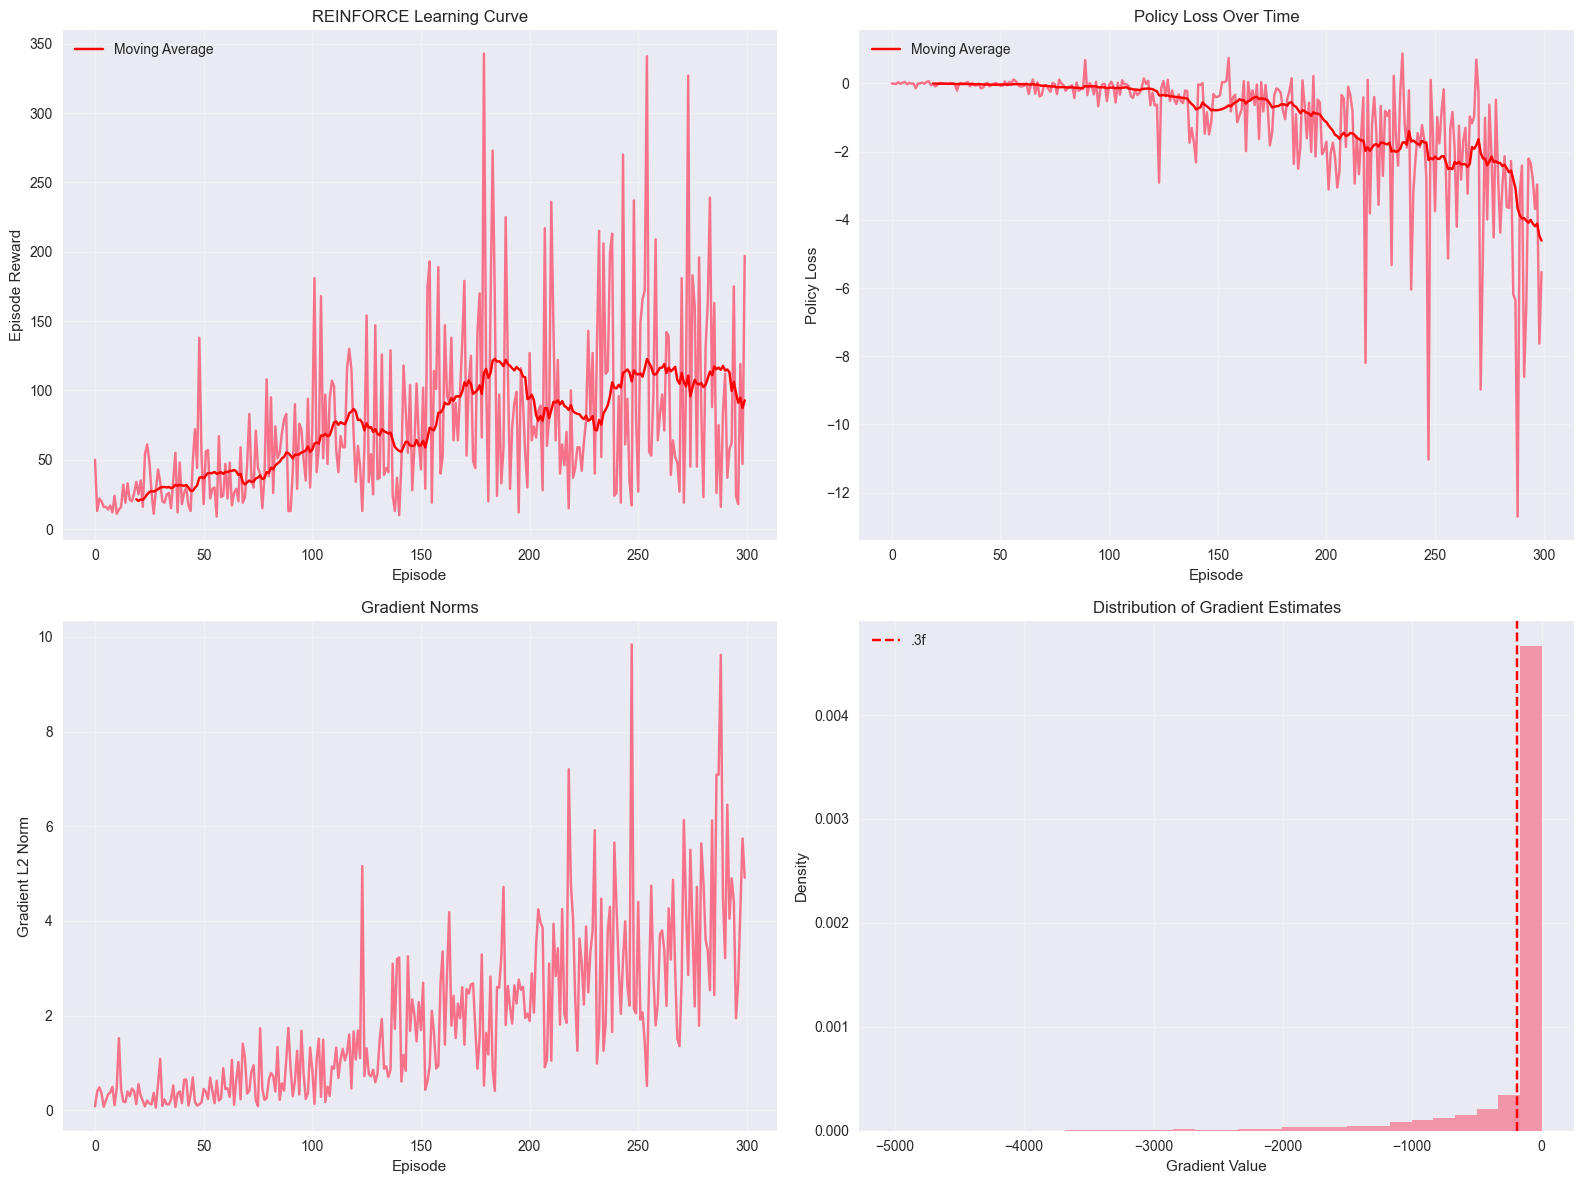 REINFORCE Learning Curve
Moving Average
350
300
250
200
150
100
50
0
Episode Reward
0 50 100 150 200 250 300
Episode
Policy Loss Over Time
Moving Average
0
−2
−4
−6
−8
−10
−12
Policy Loss
0 50 100 150 200 250 300
Episode
Gradient Norms
10
8
6
4
2
0
Gradient L2 Norm
0 50 100 150 200 250 300
Episode
Distribution of Gradient Estimates
.3f
0.004
0.003
0.002
0.001
0.000
Density
−5000 −4000 −3000 −2000 −1000 0
Gradient Value